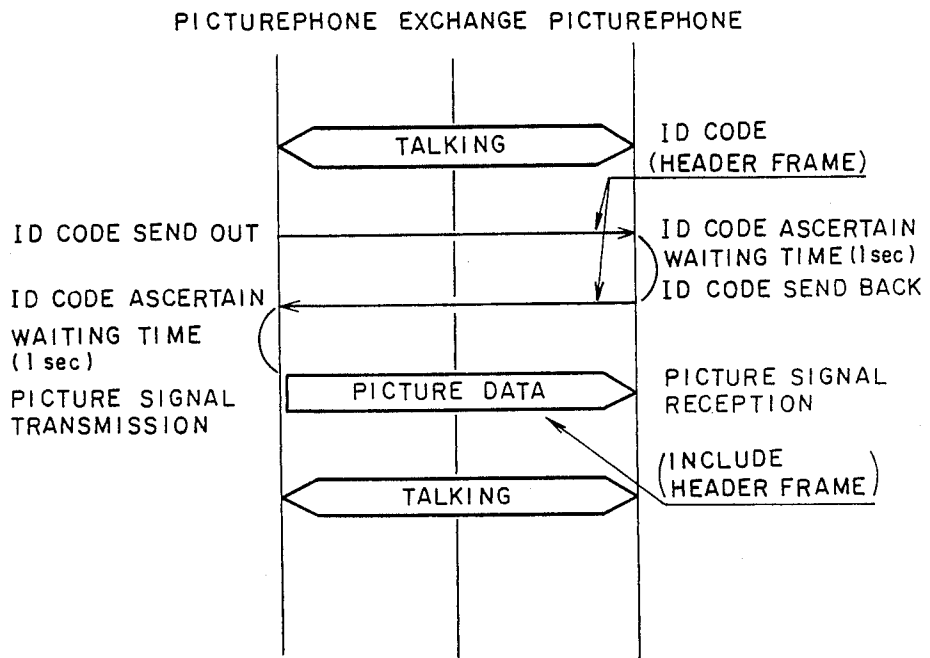 PICTUREPHONE EXCHANGE PICTUREPHONE
TALKING
ID CODE
(HEADER FRAME)
ID CODE SEND OUT
ID CODE ASCERTAIN
WAITING TIME (1sec)
ID CODE SEND BACK
ID CODE ASCERTAIN
WAITING TIME
(1 sec)
PICTURE SIGNAL
TRANSMISSION
PICTURE DATA
PICTURE SIGNAL
RECEPTION
(INCLUDE
HEADER FRAME)
TALKING